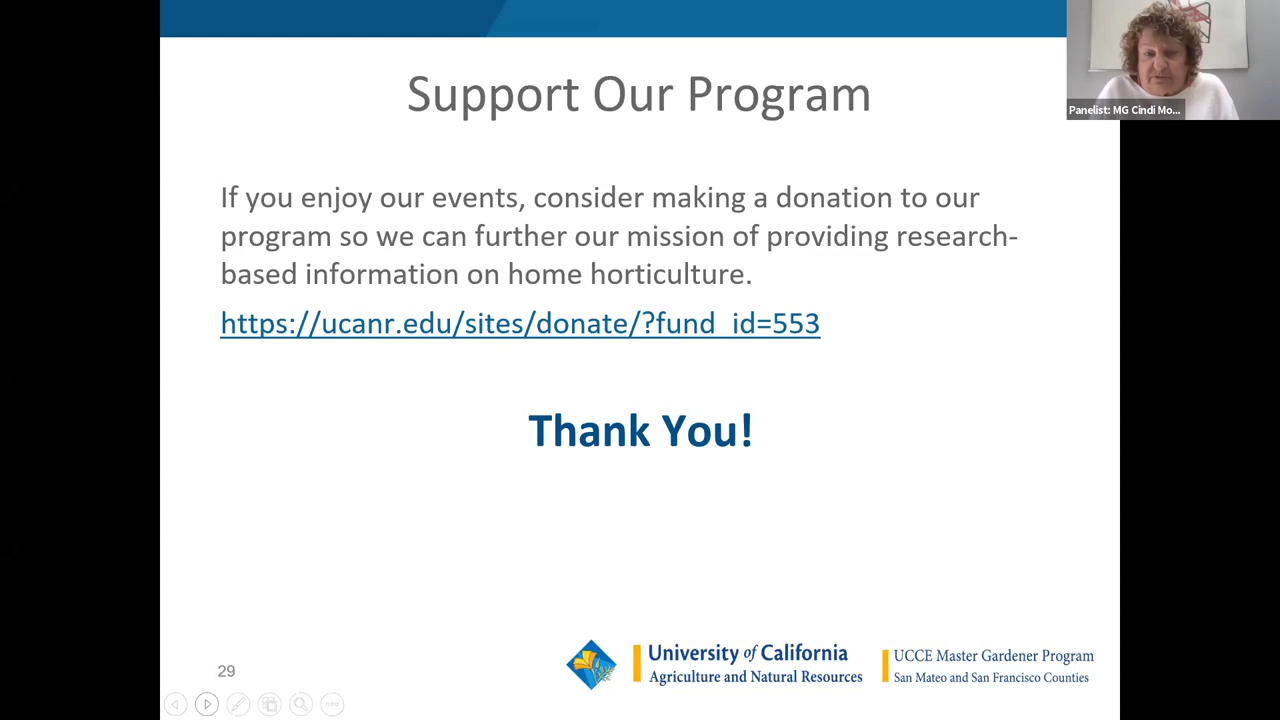 Support Our Program
Panelist: MG Cindi Mo...
If you enjoy our events, consider making a donation to our
program so we can further our mission of providing research-
based information on home horticulture.
https://ucanr.edu/sites/donate/?fund_id=553
Thank You!
29
University of California
Agriculture and Natural Resources
UCCE Master Gardener Program
San Mateo and San Francisco Counties